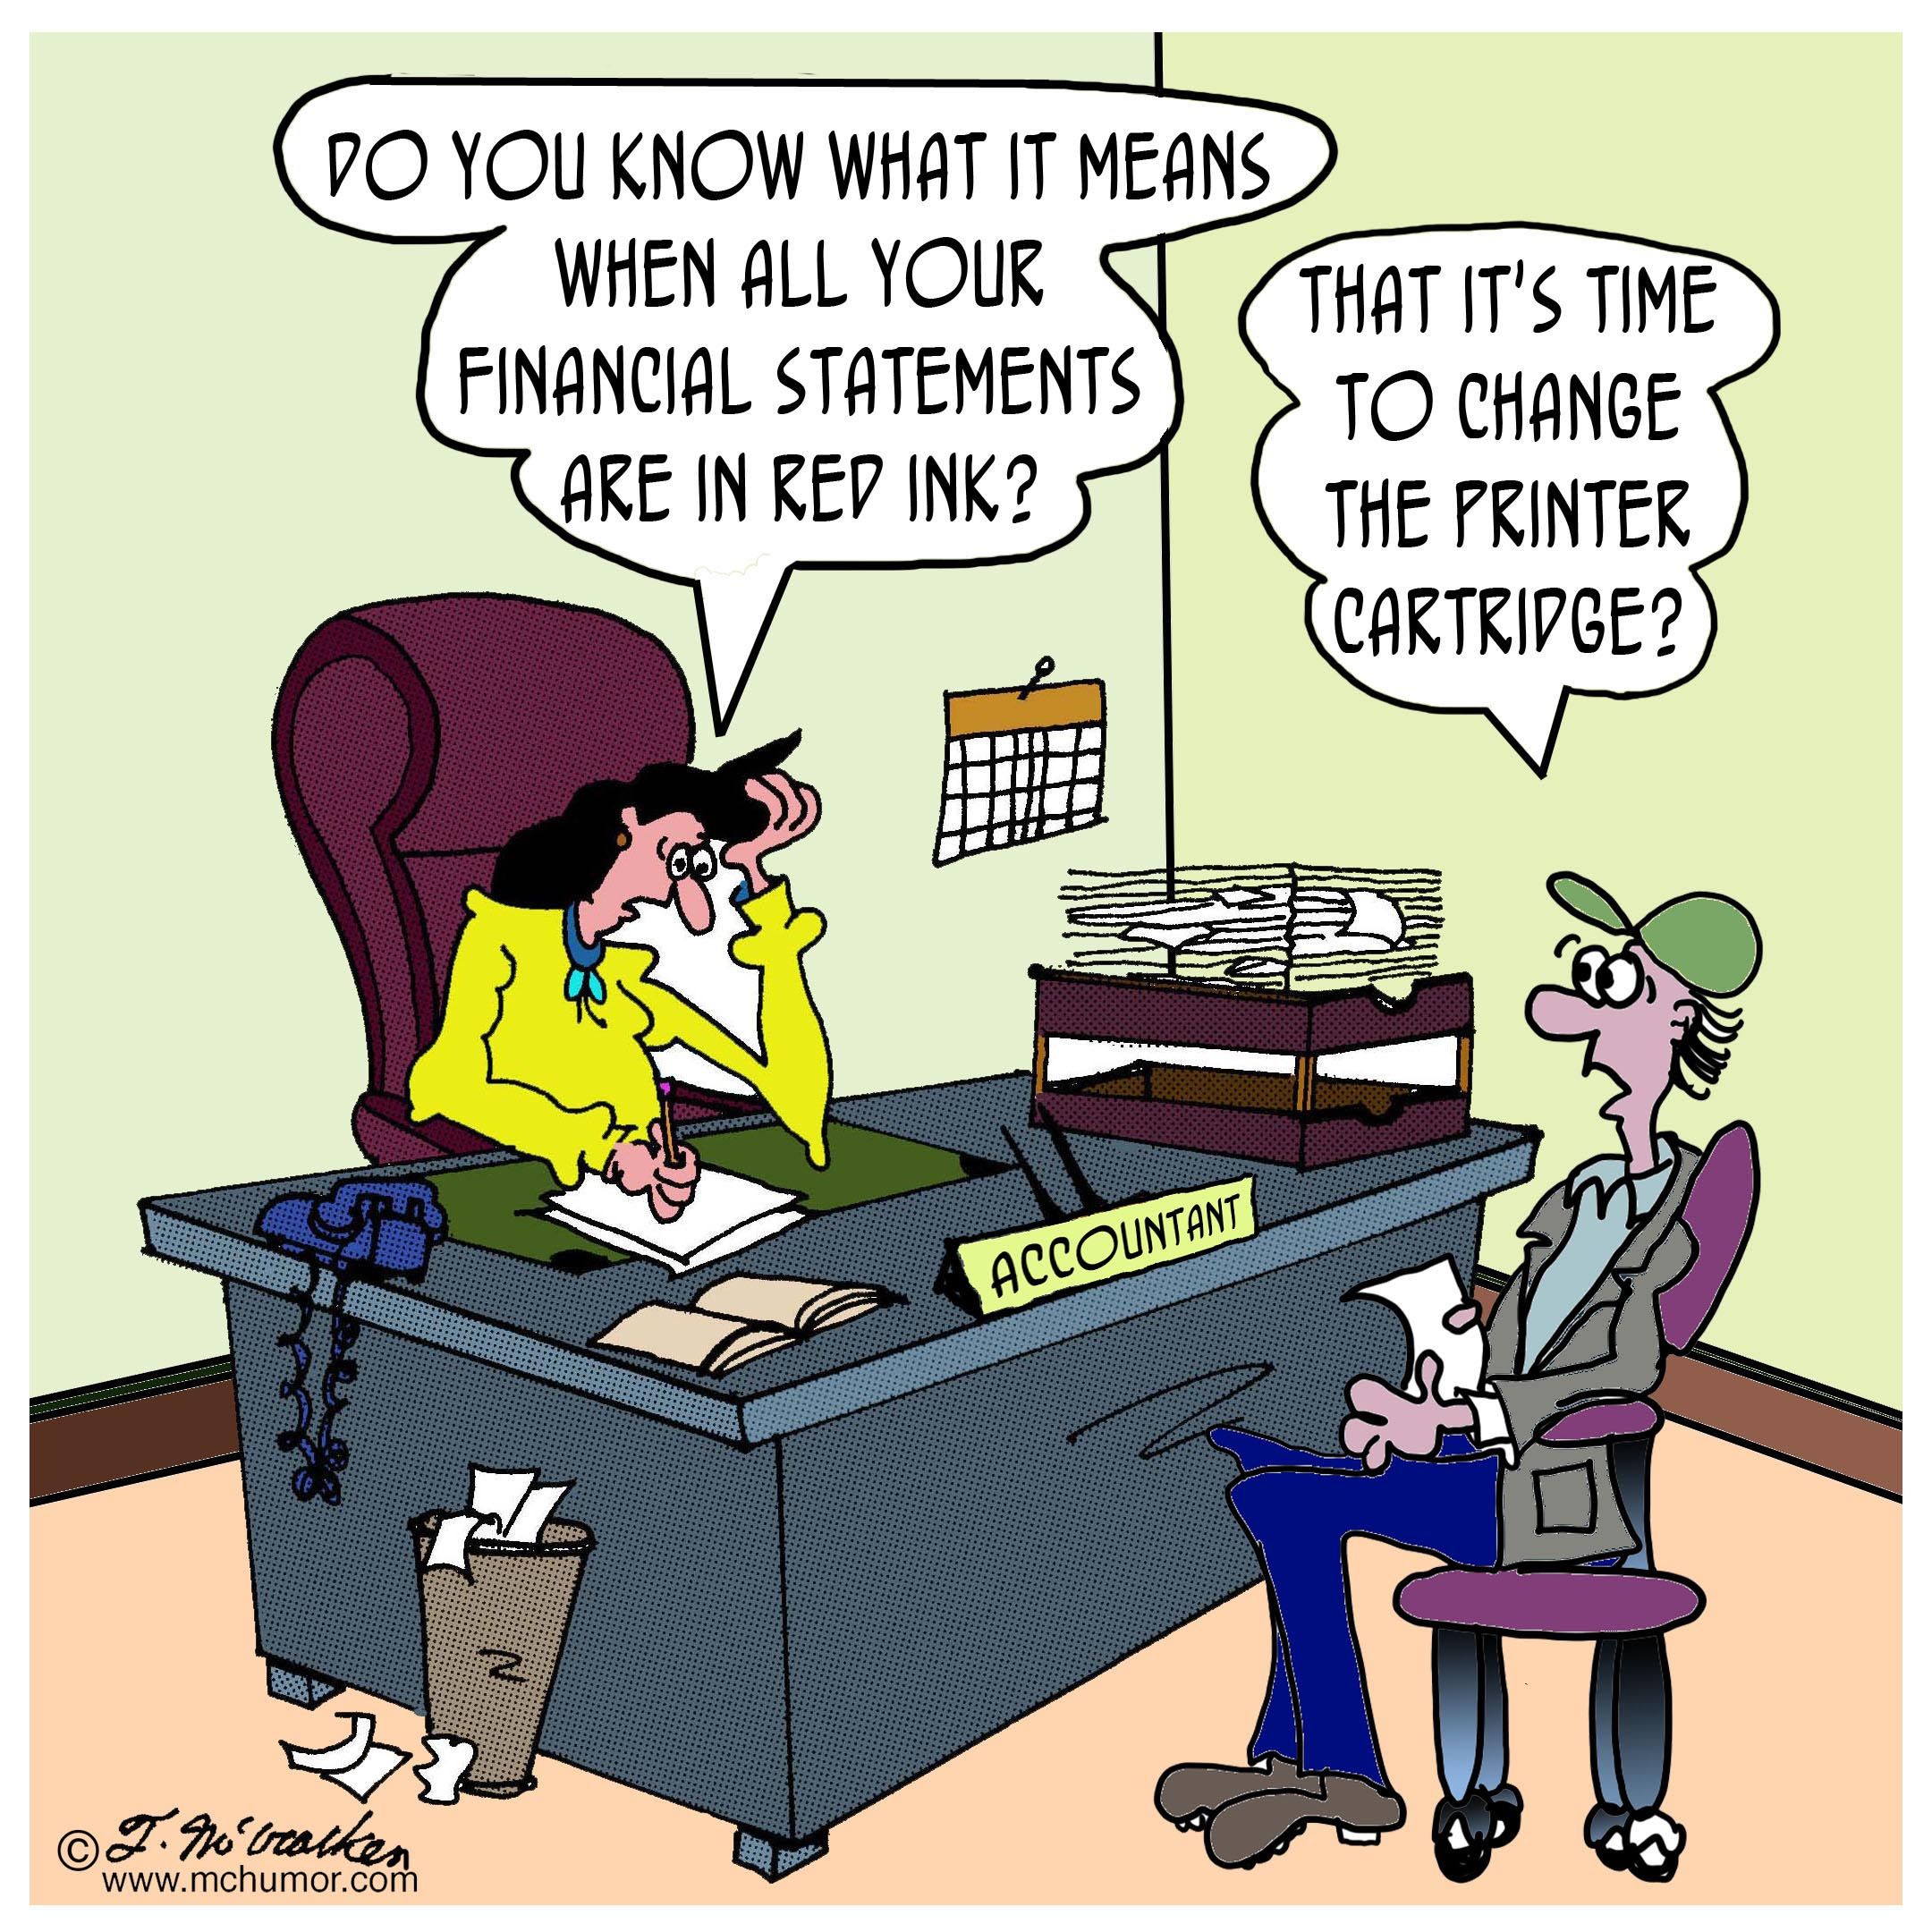 DO YOU KNOW WHAT IT MEANS
WHEN ALL YOUR
FINANCIAL STATEMENTS
ARE IN RED INK?
THAT IT'S TIME
TO CHANGE
THE PRINTER
CARTRIDGE?
ACCOUNTANT
© T. McCracken
www.mchumor.com